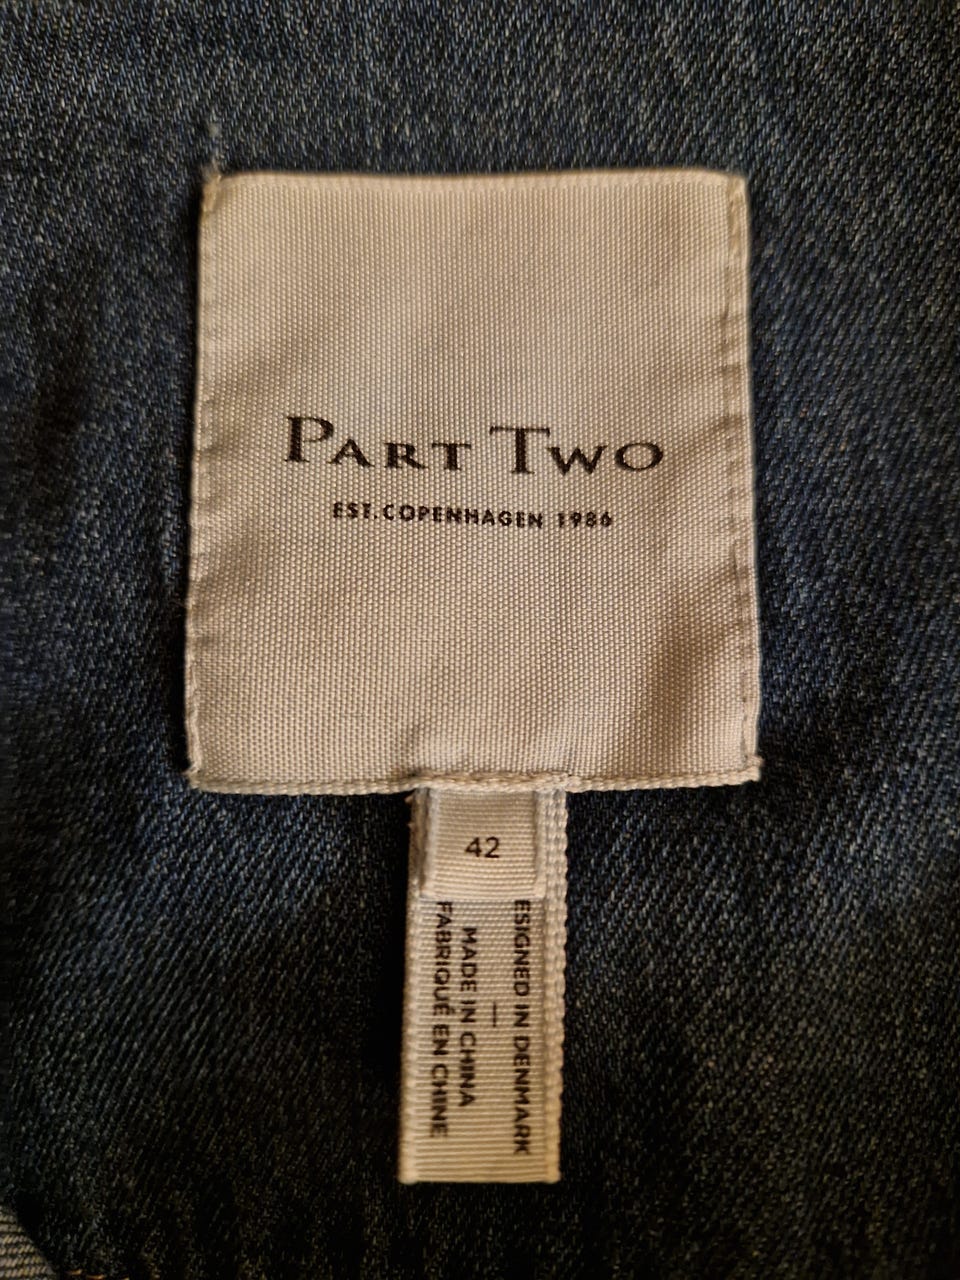 PART TWO
EST. COPENHAGEN 1986
42
ESIGNED IN DENMARK
—
MADE IN CHINA
FABRIQUÉ EN CHINE